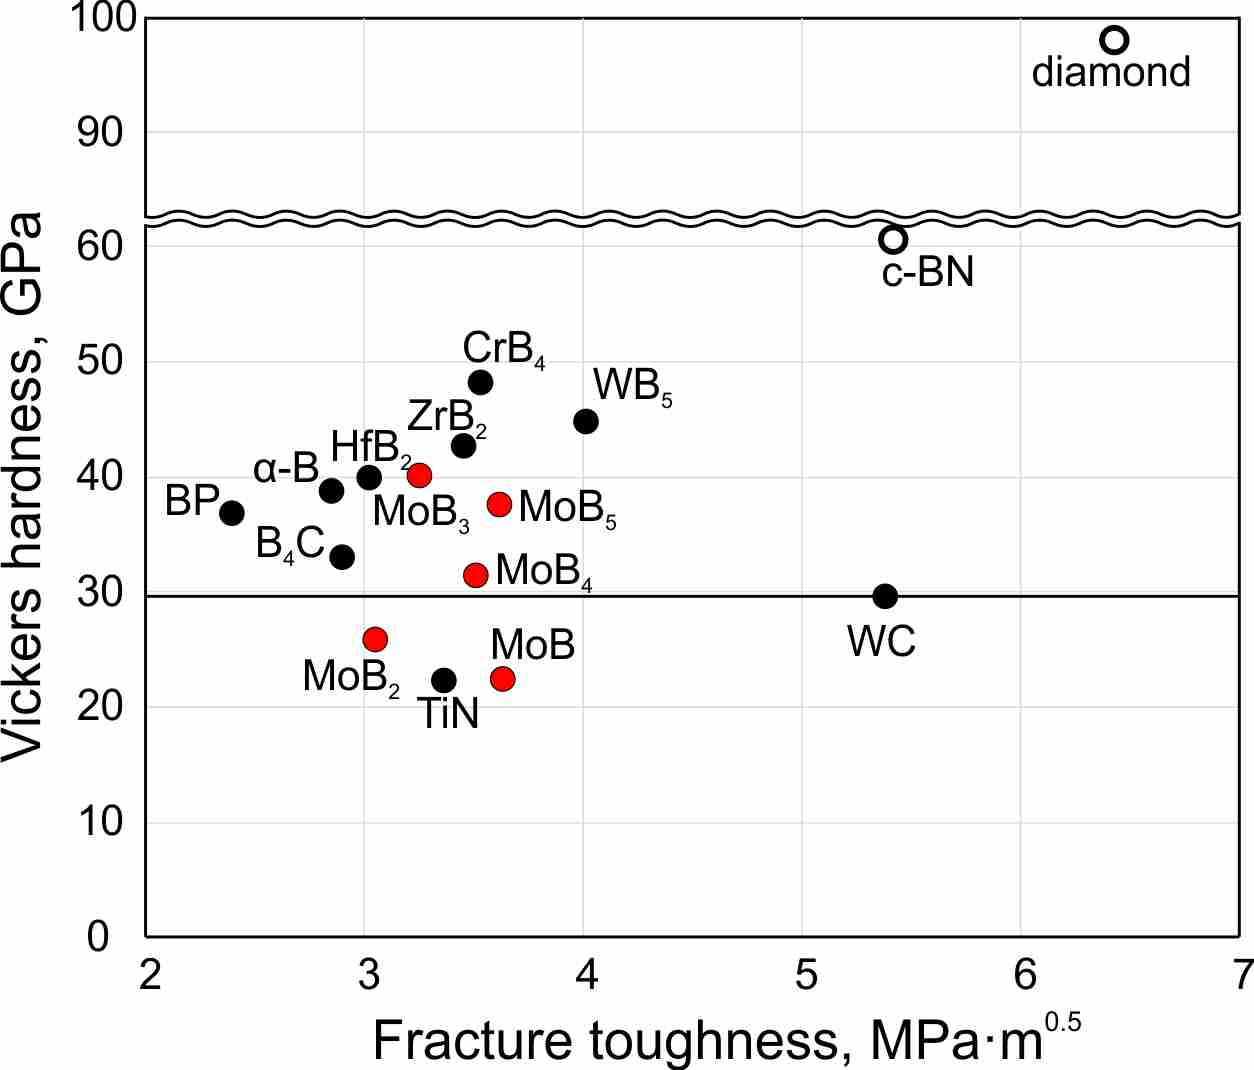 100
diamond
90
Vickers hardness, GPa
60
c-BN
50
CrB₄
WB₅
ZrB₂
HfB₂
α-B
40
BP
MoB₃
MoB₅
B₄C
MoB₄
30
WC
MoB
MoB₂
TiN
20
10
0
2 3 4 5 6 7
Fracture toughness, MPa·m⁰·⁵